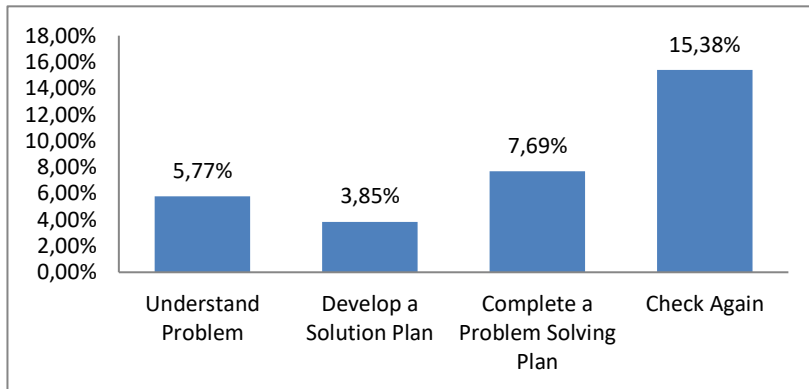 18,00%
16,00%
14,00%
12,00%
10,00%
8,00%
6,00%
4,00%
2,00%
0,00%
5,77%
3,85%
7,69%
15,38%
Understand
Problem
Develop a
Solution Plan
Complete a
Problem Solving
Plan
Check Again